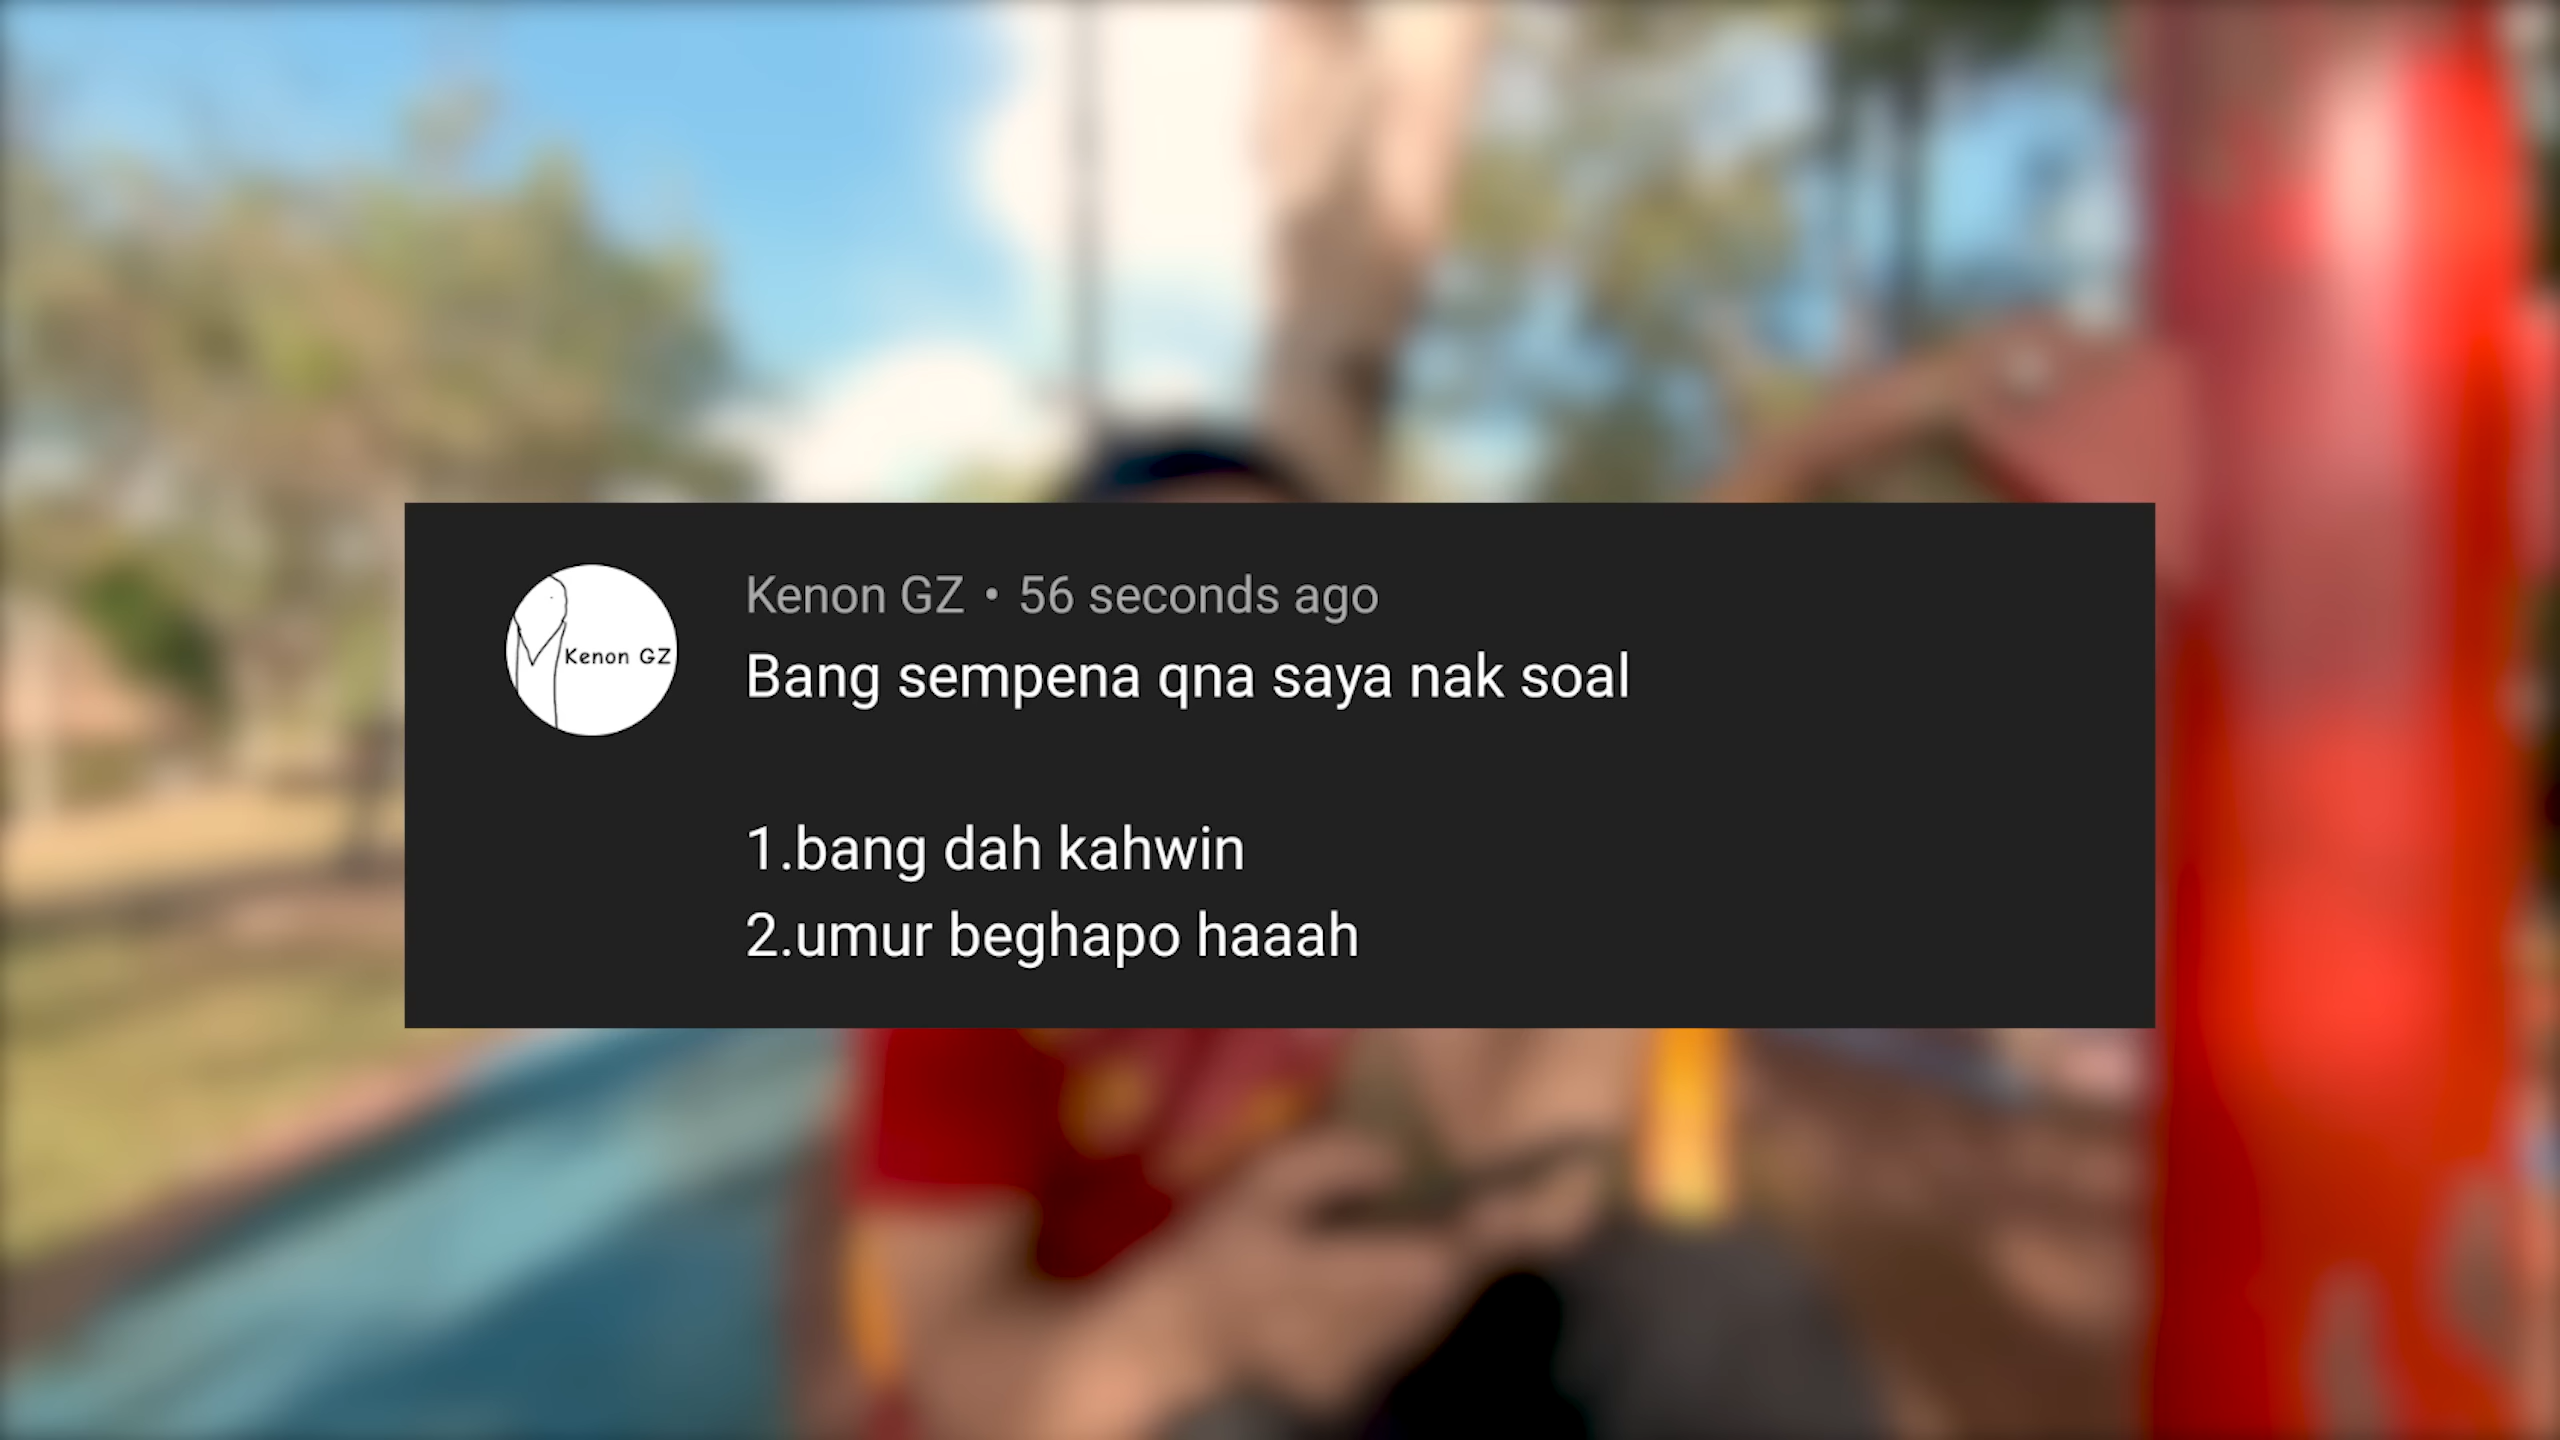 Kenon GZ • 56 seconds ago
Kenon GZ
Bang sempena qna saya nak soal
1.bang dah kahwin
2.umur beghapo haaah